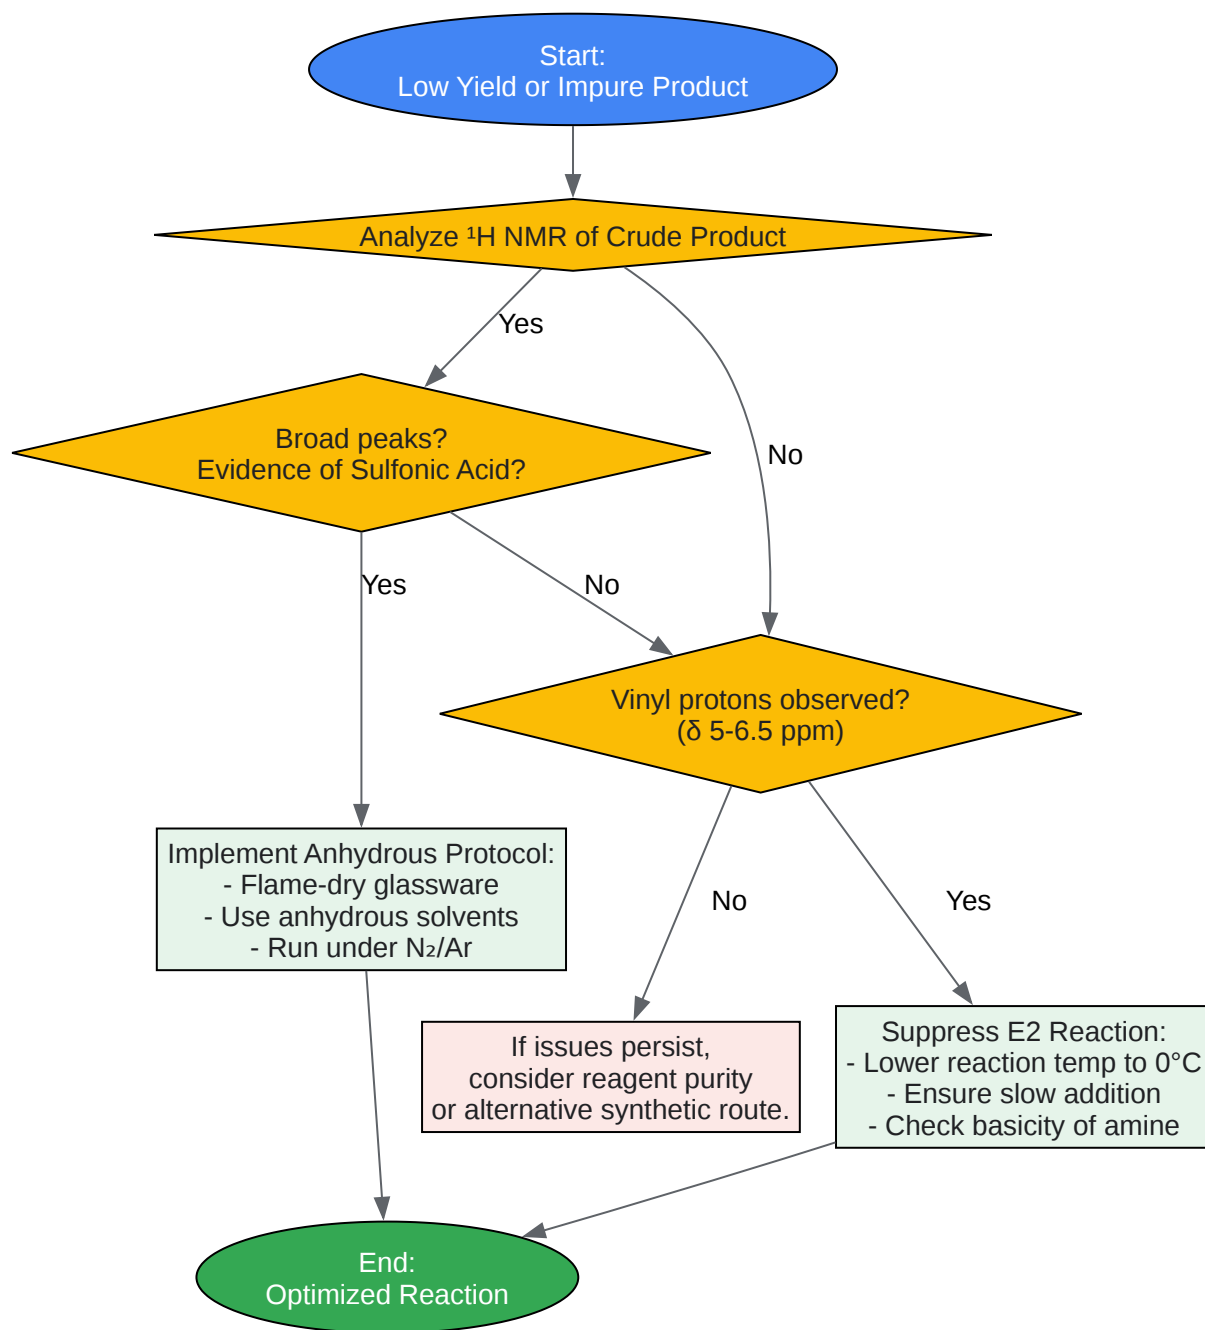 Start:
Low Yield or Impure Product
Analyze ¹H NMR of Crude Product
Yes
No
Broad peaks?
Evidence of Sulfonic Acid?
Yes
No
Vinyl protons observed?
(δ 5-6.5 ppm)
No
Yes
Implement Anhydrous Protocol:
- Flame-dry glassware
- Use anhydrous solvents
- Run under N₂/Ar
If issues persist,
consider reagent purity
or alternative synthetic route.
Suppress E2 Reaction:
- Lower reaction temp to 0°C
- Ensure slow addition
- Check basicity of amine
End:
Optimized Reaction